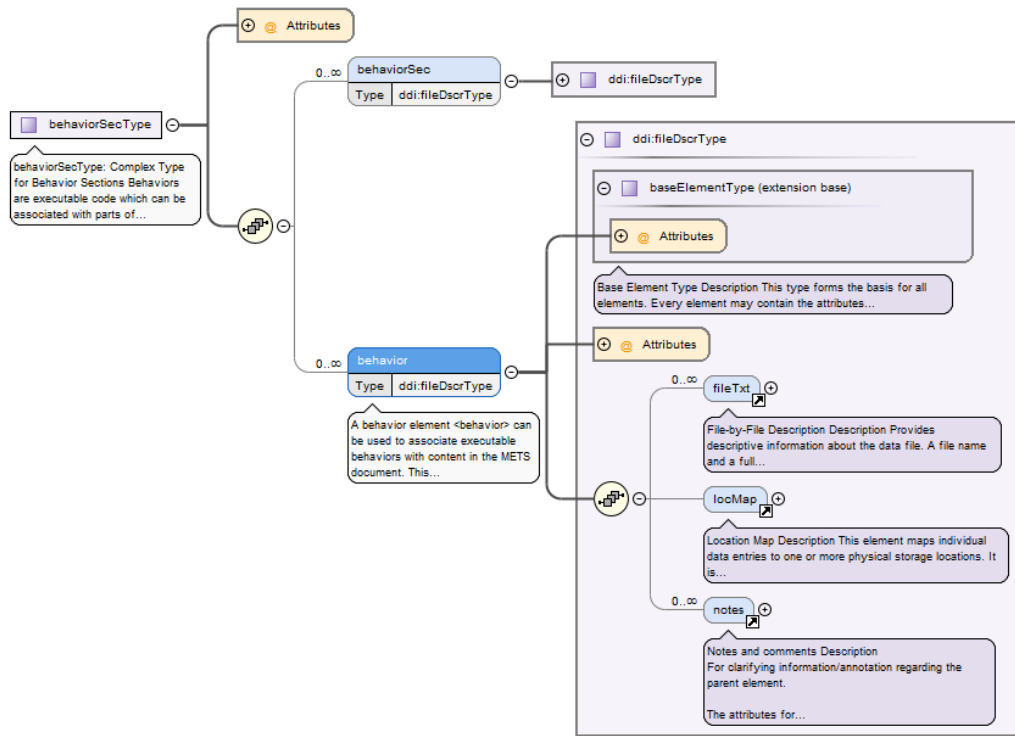 @ Attributes
0..∞
behaviorSec
Type ddi:fileDscrType
ddi:fileDscrType
behaviorSecType
behaviorSecType: Complex Type
for Behavior Sections Behaviors
are executable code which can be
associated with parts of...
ddi:fileDscrType
baseElementType (extension base)
@ Attributes
Base Element Type Description This type forms the basis for all
elements. Every element may contain the attributes...
@ Attributes
0..∞
behavior
Type ddi:fileDscrType
A behavior element <behavior> can
be used to associate executable
behaviors with content in the METS
document. This...
0..∞
fileTxt
File-by-File Description Description Provides
descriptive information about the data file. A file name
and a full...
locMap
Location Map Description This element maps individual
data entries to one or more physical storage locations. It
is...
0..∞
notes
Notes and comments Description
For clarifying information/annotation regarding the
parent element.
The attributes for...